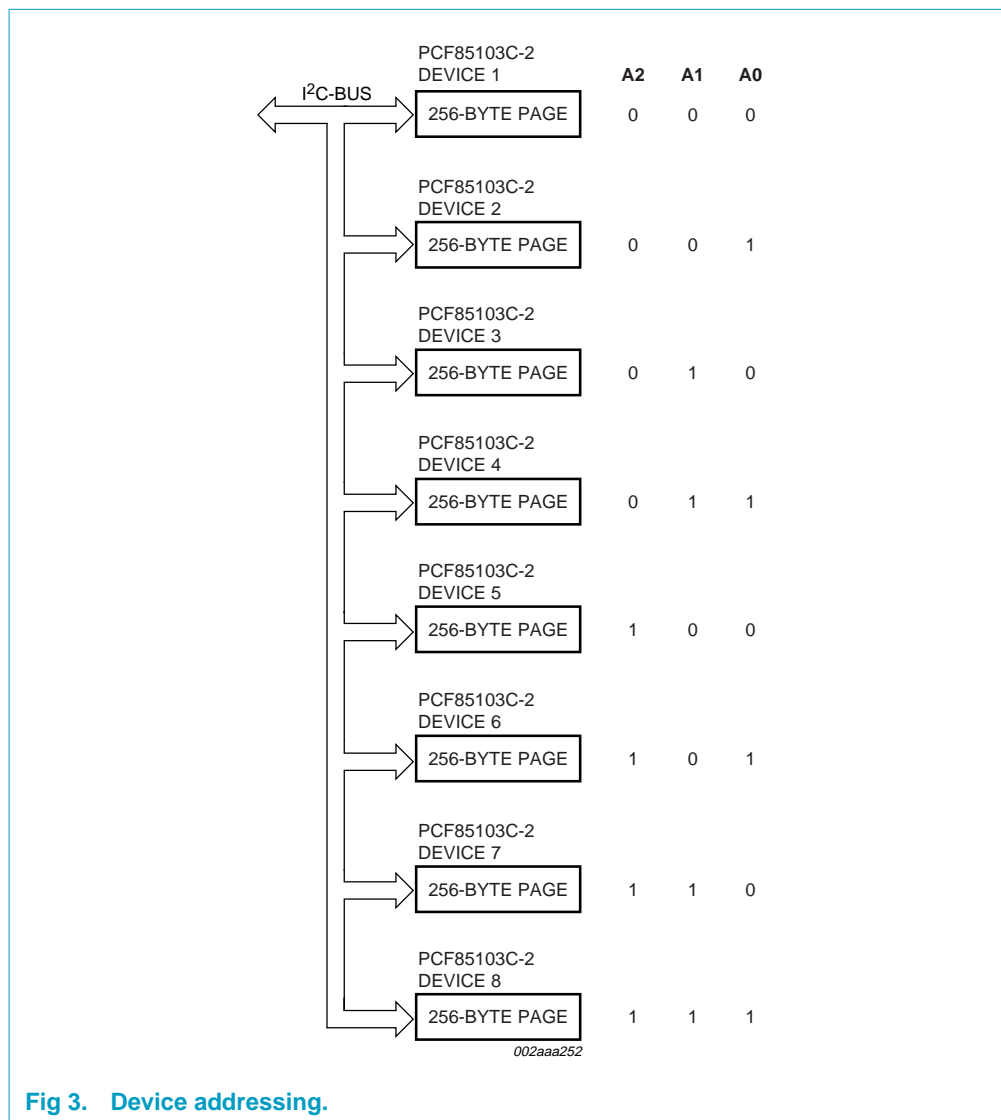 PCF85103C-2
DEVICE 1 A2 A1 A0
I²C-BUS
256-BYTE PAGE 0 0 0
PCF85103C-2
DEVICE 2
256-BYTE PAGE 0 0 1
PCF85103C-2
DEVICE 3
256-BYTE PAGE 0 1 0
PCF85103C-2
DEVICE 4
256-BYTE PAGE 0 1 1
PCF85103C-2
DEVICE 5
256-BYTE PAGE 1 0 0
PCF85103C-2
DEVICE 6
256-BYTE PAGE 1 0 1
PCF85103C-2
DEVICE 7
256-BYTE PAGE 1 1 0
PCF85103C-2
DEVICE 8
256-BYTE PAGE 1 1 1
002aaa252
Fig 3. Device addressing.